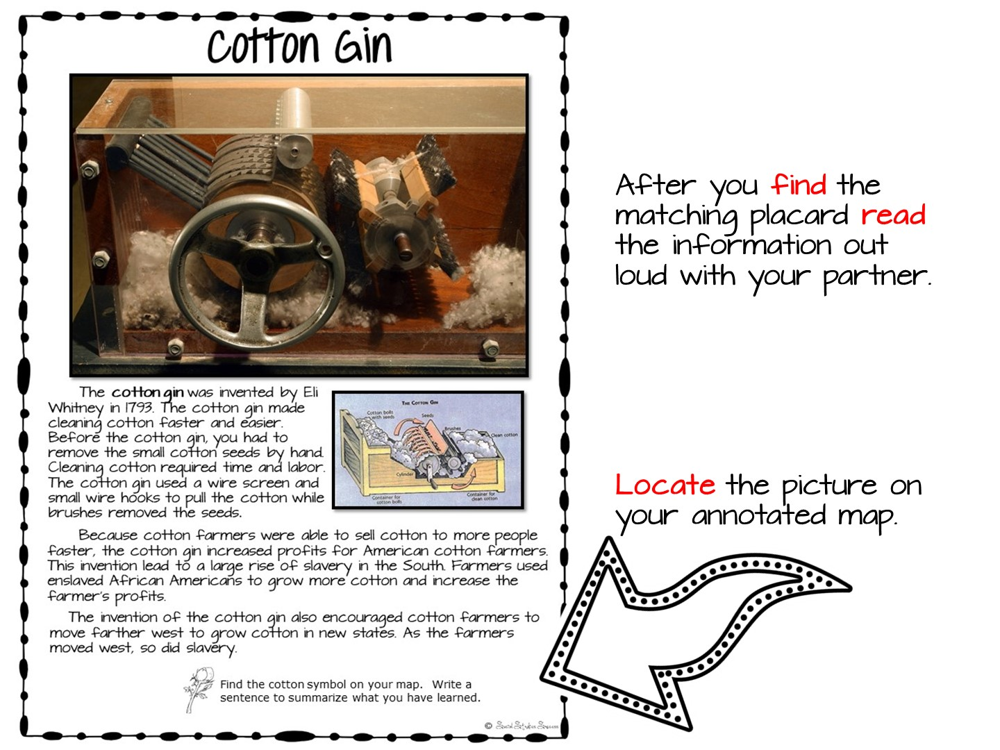 Cotton Gin
The cotton gin was invented by Eli
Whitney in 1793. The cotton gin made
cleaning cotton faster and easier.
Before the cotton gin, you had to
remove the small cotton seeds by hand.
Cleaning cotton required time and labor.
The cotton gin used a wire screen and
small wire hooks to pull the cotton while
brushes removed the seeds.
The Cotton Gin
Cotton bolls
with seeds
Seeds
Brushes
Clean cotton
Cylinder
Container for
cotton bolls
Container for
clean cotton
Because cotton farmers were able to sell cotton to more people
faster, the cotton gin increased profits for American cotton farmers.
This invention lead to a large rise of slavery in the South. Farmers used
enslaved African Americans to grow more cotton and increase the
farmer's profits.
The invention of the cotton gin also encouraged cotton farmers to
move farther west to grow cotton in new states. As the farmers
moved west, so did slavery.
Find the cotton symbol on your map. Write a
sentence to summarize what you have learned.
© Social Studies Success
After you find the
matching placard read
the information out
loud with your partner.
Locate the picture on
your annotated map.